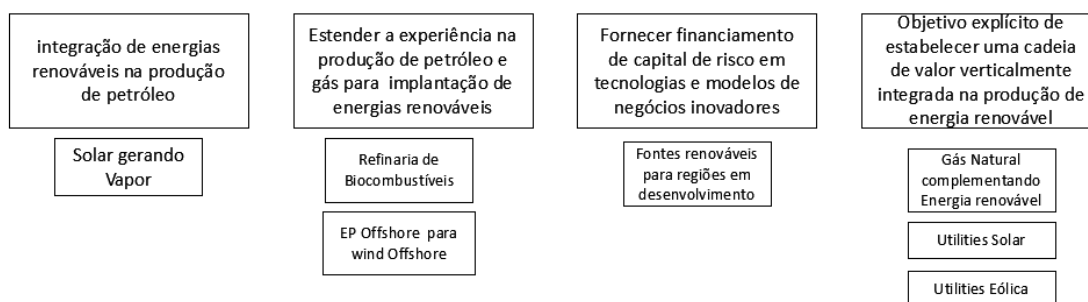 integração de energias
renováveis na produção
de petróleo
Solar gerando
Vapor
Estender a experiência na
produção de petróleo e
gás para implantação de
energias renováveis
Refinaria de
Biocombustíveis
EP Offshore para
wind Offshore
Fornecer financiamento
de capital de risco em
tecnologias e modelos de
negócios inovadores
Fontes renováveis
para regiões em
desenvolvimento
Objetivo explícito de
estabelecer uma cadeia
de valor verticalmente
integrada na produção de
energia renovável
Gás Natural
complementando
Energia renovável
Utilities Solar
Utilities Eólica